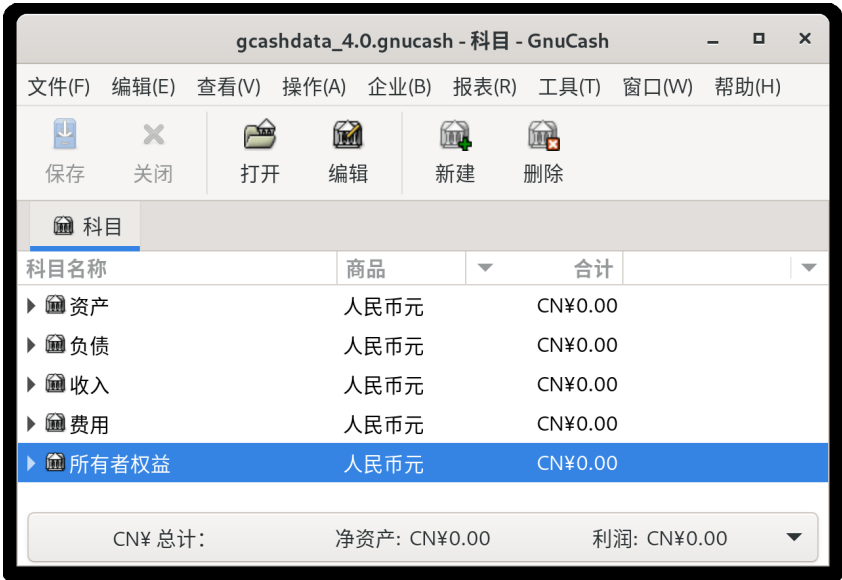 gcashdata_4.0.gnucash - 科目 - GnuCash
文件(F) 编辑(E) 查看(V) 操作(A) 企业(B) 报表(R) 工具(T) 窗口(W) 帮助(H)
保存 关闭 打开 编辑 新建 删除
科目
科目名称 商品 合计
资产 人民币元 CN¥0.00
负债 人民币元 CN¥0.00
收入 人民币元 CN¥0.00
费用 人民币元 CN¥0.00
所有者权益 人民币元 CN¥0.00
CN¥ 总计： 净资产: CN¥0.00 利润: CN¥0.00